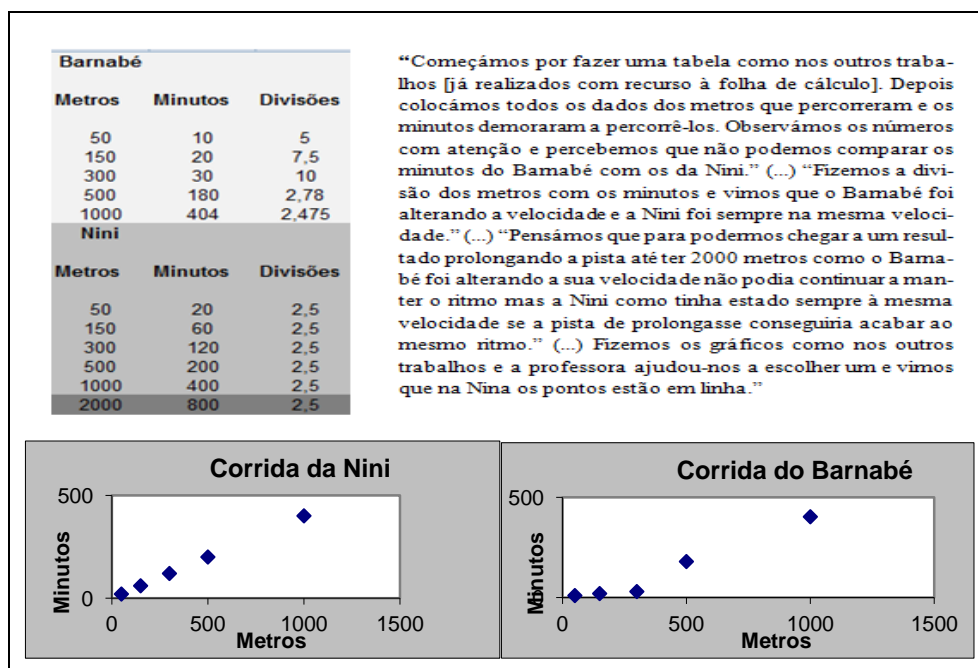 Barnabé
Metros Minutos Divisões
50 10 5
150 20 7,5
300 30 10
500 180 2,78
1000 404 2,475
Nini
Metros Minutos Divisões
50 20 2,5
150 60 2,5
300 120 2,5
500 200 2,5
1000 400 2,5
2000 800 2,5
“Começámos por fazer uma tabela como nos outros traba-
lhos [já realizados com recurso à folha de cálculo]. Depois
colocámos todos os dados dos metros que percorreram e os
minutos demoraram a percorrê-los. Observámos os números
com atenção e percebemos que não podemos comparar os
minutos do Barnabé com os da Nini.” (...) “Fizemos a divi-
são dos metros com os minutos e vimos que o Barnabé foi
alterando a velocidade e a Nini foi sempre na mesma veloci-
dade.” (...) “Pensámos que para podermos chegar a um resul-
tado prolongando a pista até ter 2000 metros como o Barna-
bé foi alterando a sua velocidade não podia continuar a man-
ter o ritmo mas a Nini como tinha estado sempre à mesma
velocidade se a pista de prolongasse conseguiria acabar ao
mesmo ritmo.” (...) Fizemos os gráficos como nos outros
trabalhos e a professora ajudou-nos a escolher um e vimos
que na Nina os pontos estão em linha.”
Corrida da Nini
Minutos
500
0
0 500 1000 1500
Metros
Corrida do Barnabé
Minutos
500
0
0 500 1000 1500
Metros